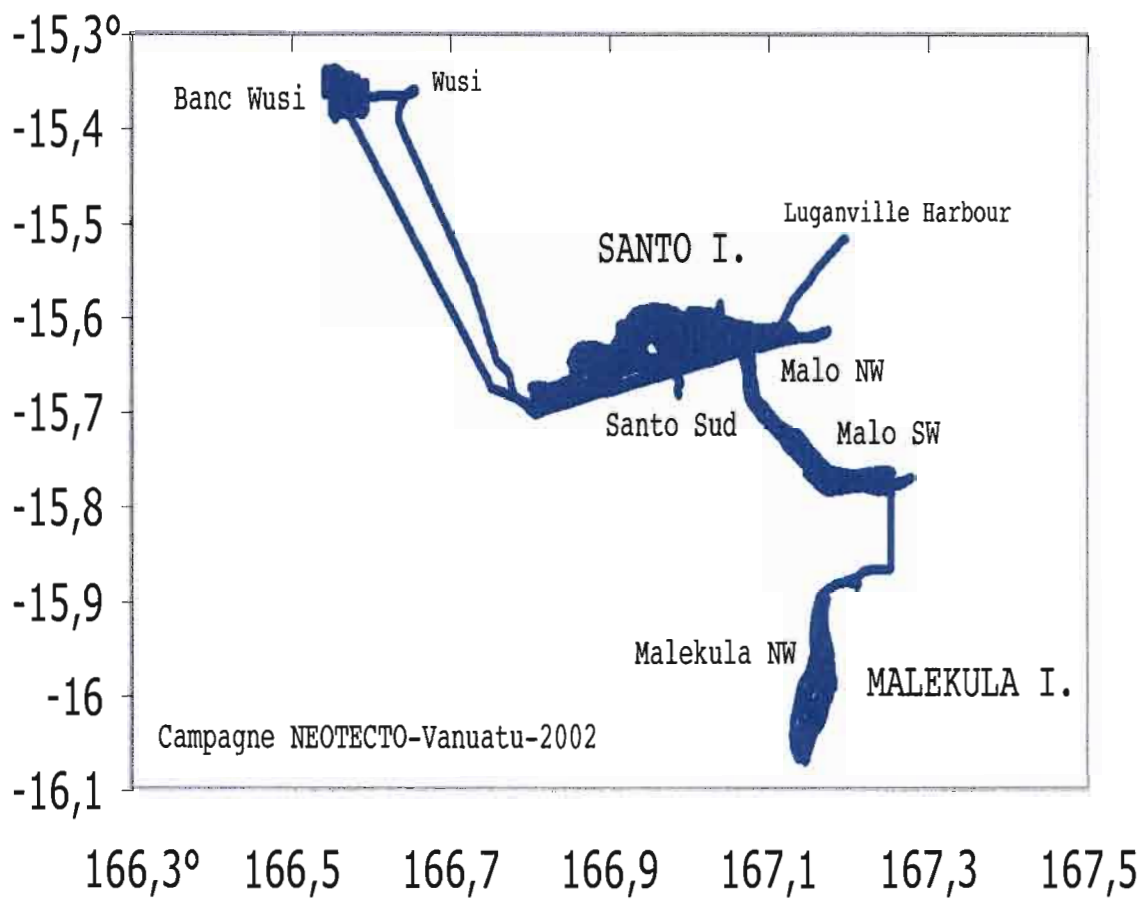 -15,3º
Wusi
Banc Wusi
-15,4
Luganville Harbour
-15,5
SANTO I.
-15,6
Malo NW
-15,7
Santo Sud
Malo SW
-15,8
-15,9
Malekula NW
MALEKULA I.
-16
Campagne NEOTECTO-Vanuatu-2002
-16,1
166,3º 166,5 166,7 166,9 167,1 167,3 167,5